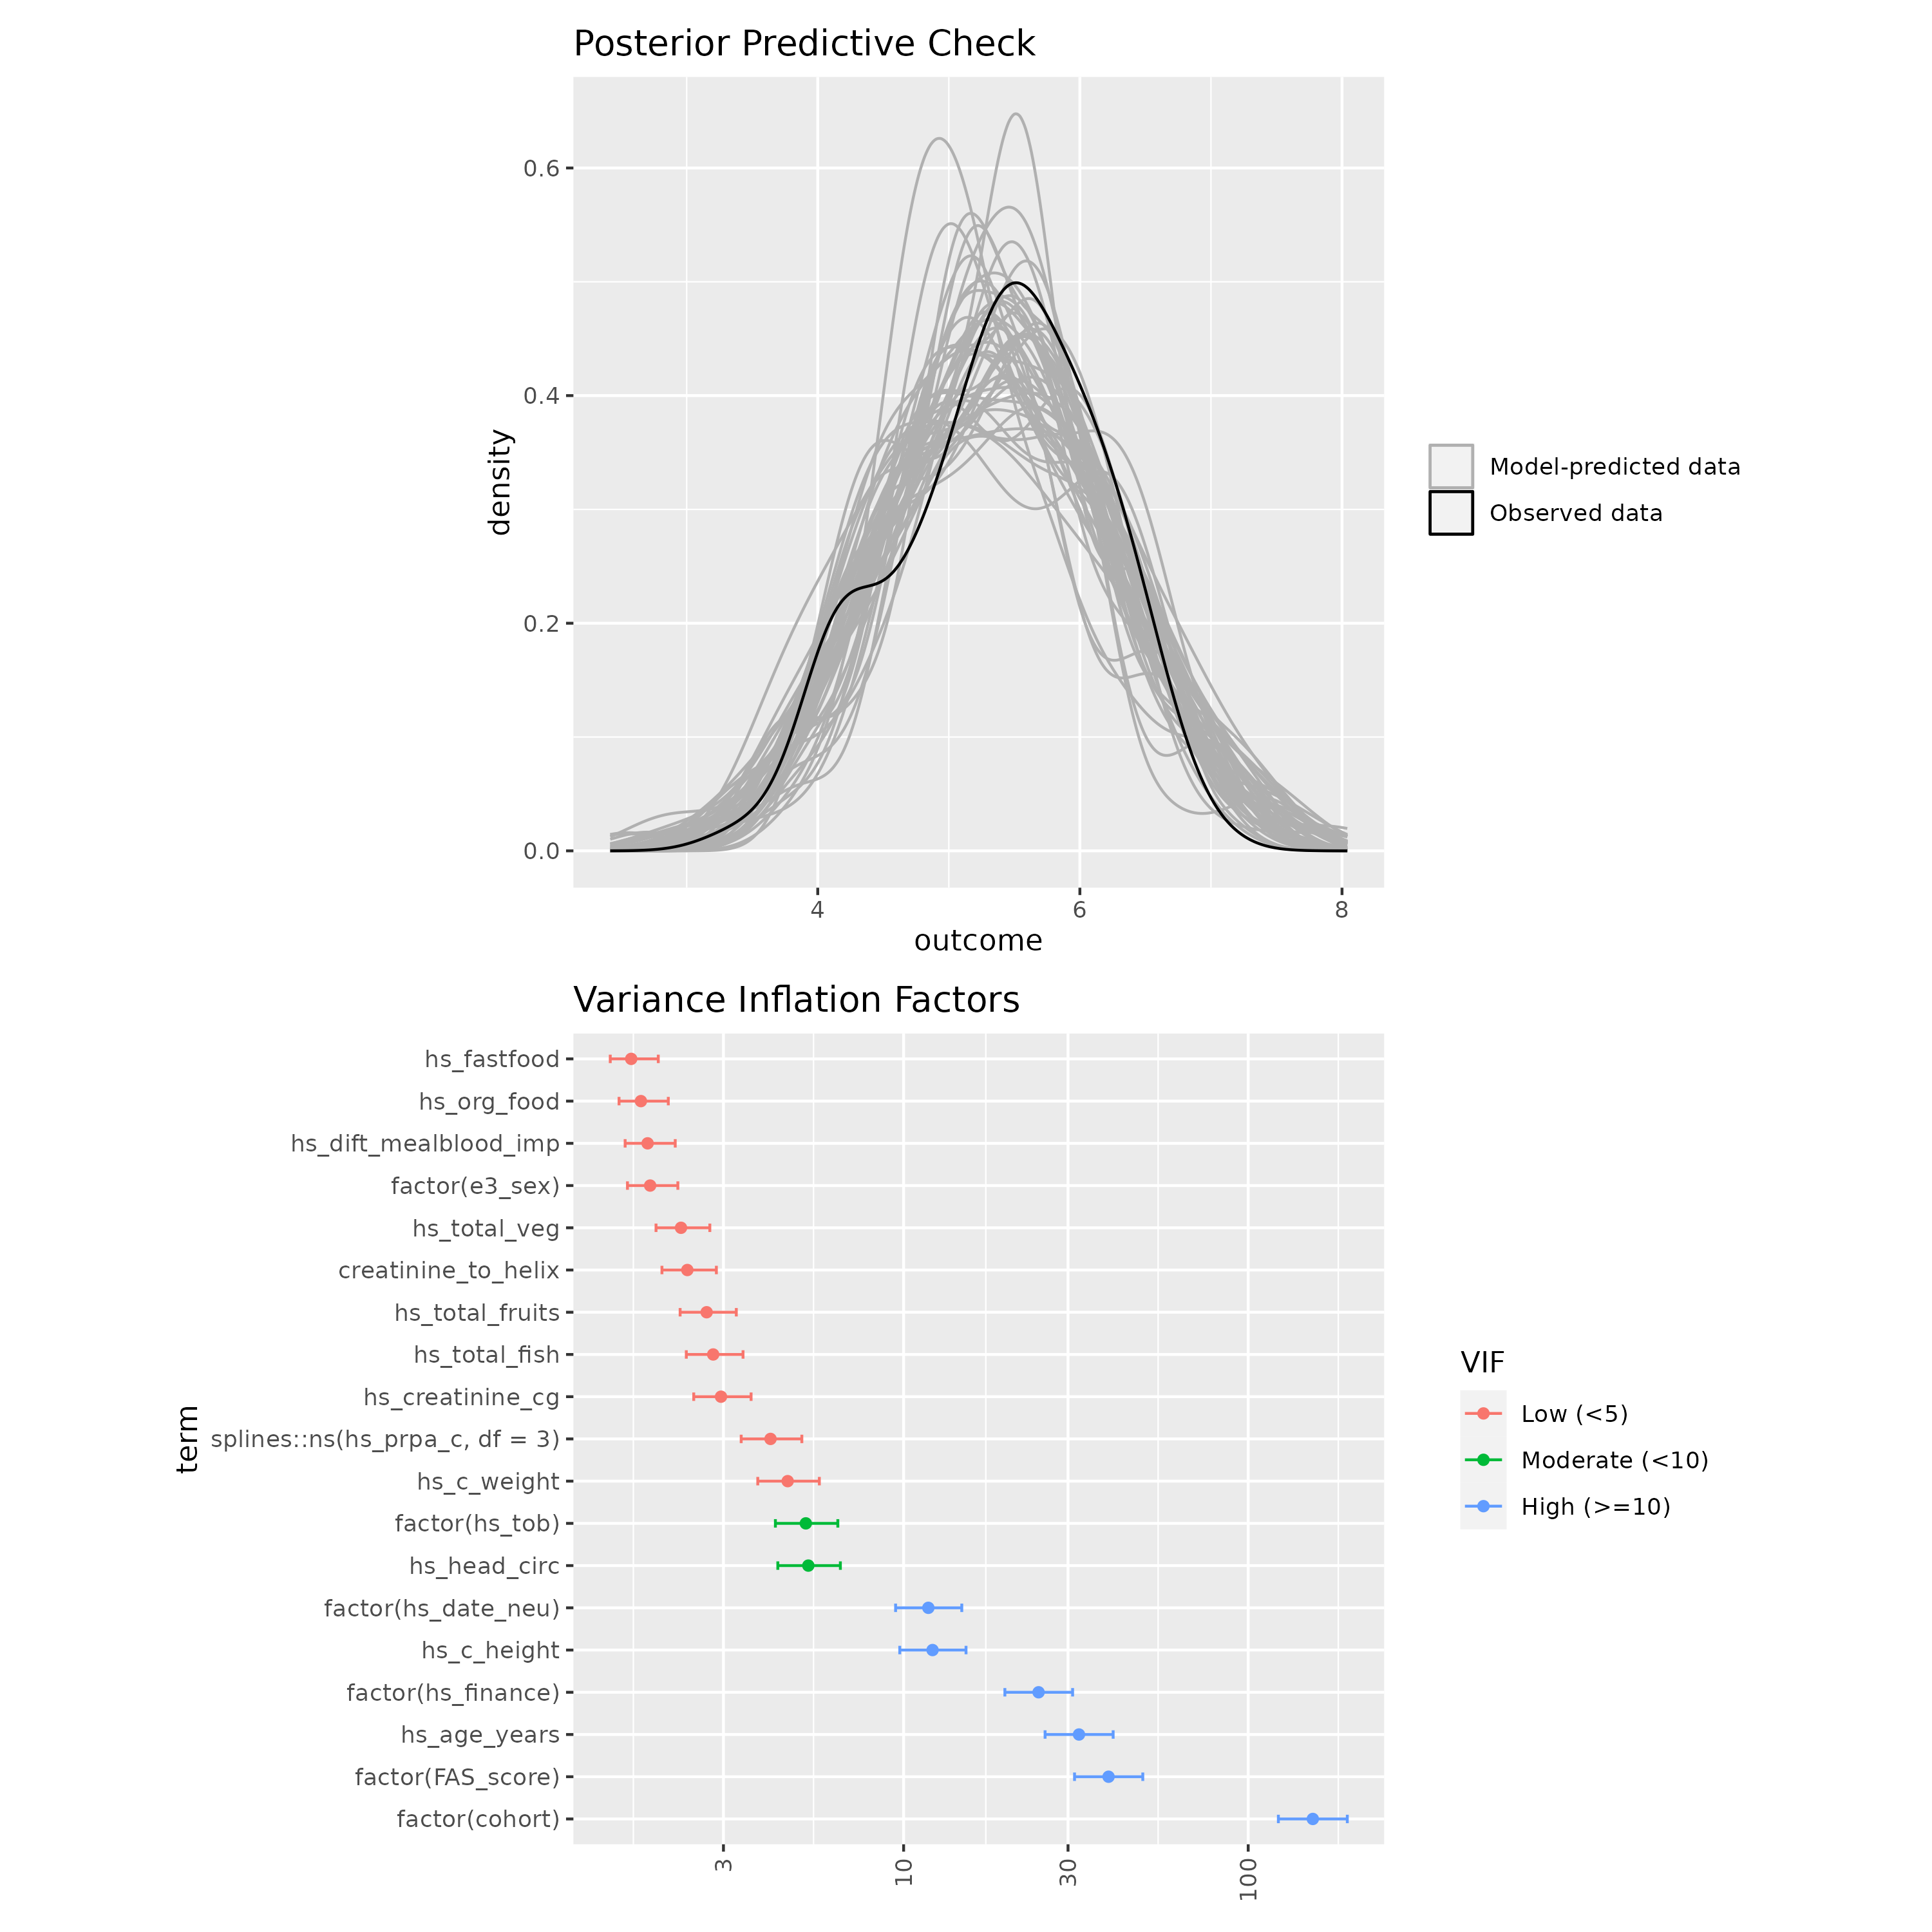 Posterior Predictive Check
density
0.6
0.4
0.2
0.0
4
6
8
outcome
Model-predicted data
Observed data
Variance Inflation Factors
term
hs_fastfood
hs_org_food
hs_dift_mealblood_imp
factor(e3_sex)
hs_total_veg
creatinine_to_helix
hs_total_fruits
hs_total_fish
hs_creatinine_cg
splines::ns(hs_prpa_c, df = 3)
hs_c_weight
factor(hs_tob)
hs_head_circ
factor(hs_date_neu)
hs_c_height
factor(hs_finance)
hs_age_years
factor(FAS_score)
factor(cohort)
3
10
30
100
VIF
Low (<5)
Moderate (<10)
High (>=10)